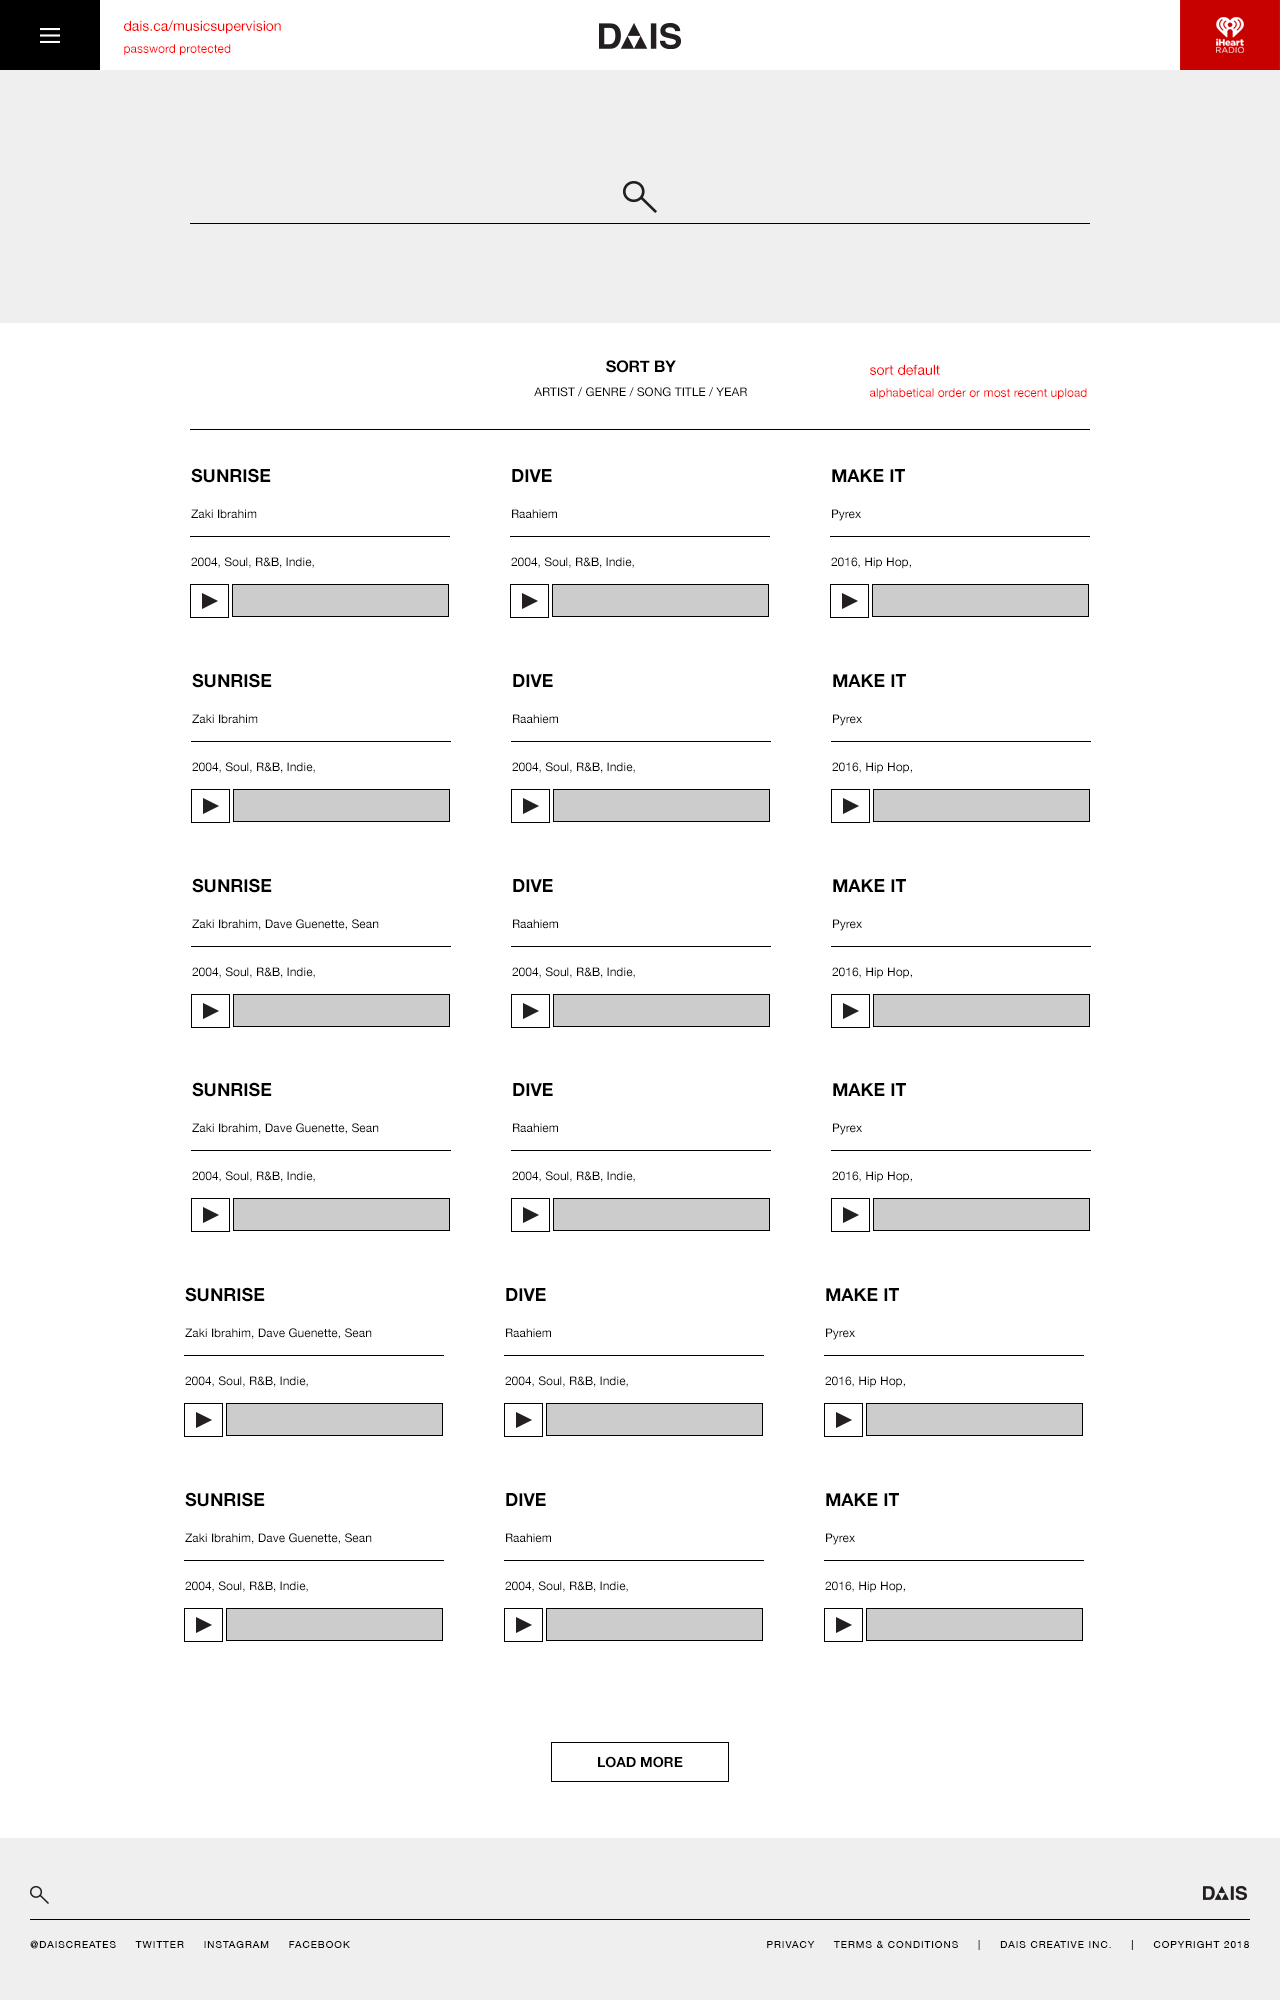 dais.ca/musicsupervision
password protected
DAIS
iHeart
RADIO
SORT BY
ARTIST / GENRE / SONG TITLE / YEAR
sort default
alphabetical order or most recent upload
SUNRISE
Zaki Ibrahim
2004, Soul, R&B, Indie,
DIVE
Raahiem
2004, Soul, R&B, Indie,
MAKE IT
Pyrex
2016, Hip Hop,
SUNRISE
Zaki Ibrahim
2004, Soul, R&B, Indie,
DIVE
Raahiem
2004, Soul, R&B, Indie,
MAKE IT
Pyrex
2016, Hip Hop,
SUNRISE
Zaki Ibrahim, Dave Guenette, Sean
2004, Soul, R&B, Indie,
DIVE
Raahiem
2004, Soul, R&B, Indie,
MAKE IT
Pyrex
2016, Hip Hop,
SUNRISE
Zaki Ibrahim, Dave Guenette, Sean
2004, Soul, R&B, Indie,
DIVE
Raahiem
2004, Soul, R&B, Indie,
MAKE IT
Pyrex
2016, Hip Hop,
SUNRISE
Zaki Ibrahim, Dave Guenette, Sean
2004, Soul, R&B, Indie,
DIVE
Raahiem
2004, Soul, R&B, Indie,
MAKE IT
Pyrex
2016, Hip Hop,
SUNRISE
Zaki Ibrahim, Dave Guenette, Sean
2004, Soul, R&B, Indie,
DIVE
Raahiem
2004, Soul, R&B, Indie,
MAKE IT
Pyrex
2016, Hip Hop,
LOAD MORE
DAIS
@DAISCREATES TWITTER INSTAGRAM FACEBOOK
PRIVACY TERMS & CONDITIONS | DAIS CREATIVE INC. | COPYRIGHT 2018